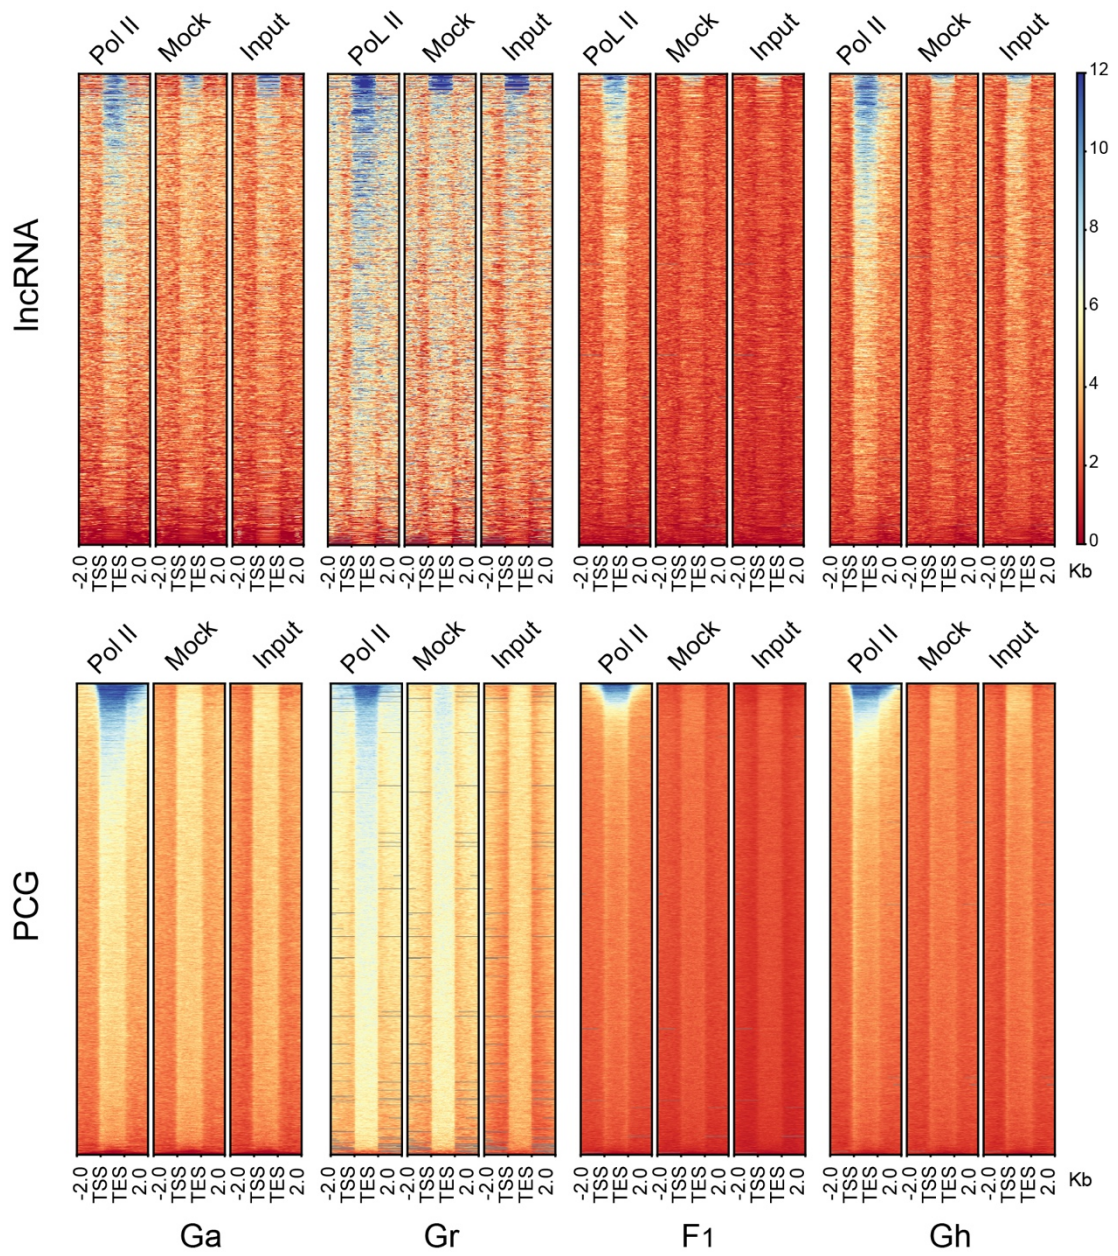 Pol II Mock Input PoL II Mock Input PoL II Mock Input Pol II Mock Input
12
10
8
6
4
2
0
lncRNA
-2.0 TSS TES 2.0 -2.0 TSS TES 2.0 -2.0 TSS TES 2.0 -2.0 TSS TES 2.0 -2.0 TSS TES 2.0 -2.0 TSS TES 2.0 -2.0 TSS TES 2.0 -2.0 TSS TES 2.0 -2.0 TSS TES 2.0 -2.0 TSS TES 2.0 -2.0 TSS TES 2.0 -2.0 TSS TES 2.0 Kb
Pol II Mock Input Pol II Mock Input Pol II Mock Input Pol II Mock Input
PCG
-2.0 TSS TES 2.0 -2.0 TSS TES 2.0 -2.0 TSS TES 2.0 -2.0 TSS TES 2.0 -2.0 TSS TES 2.0 -2.0 TSS TES 2.0 -2.0 TSS TES 2.0 -2.0 TSS TES 2.0 -2.0 TSS TES 2.0 -2.0 TSS TES 2.0 -2.0 TSS TES 2.0 -2.0 TSS TES 2.0 Kb
Ga Gr F1 Gh